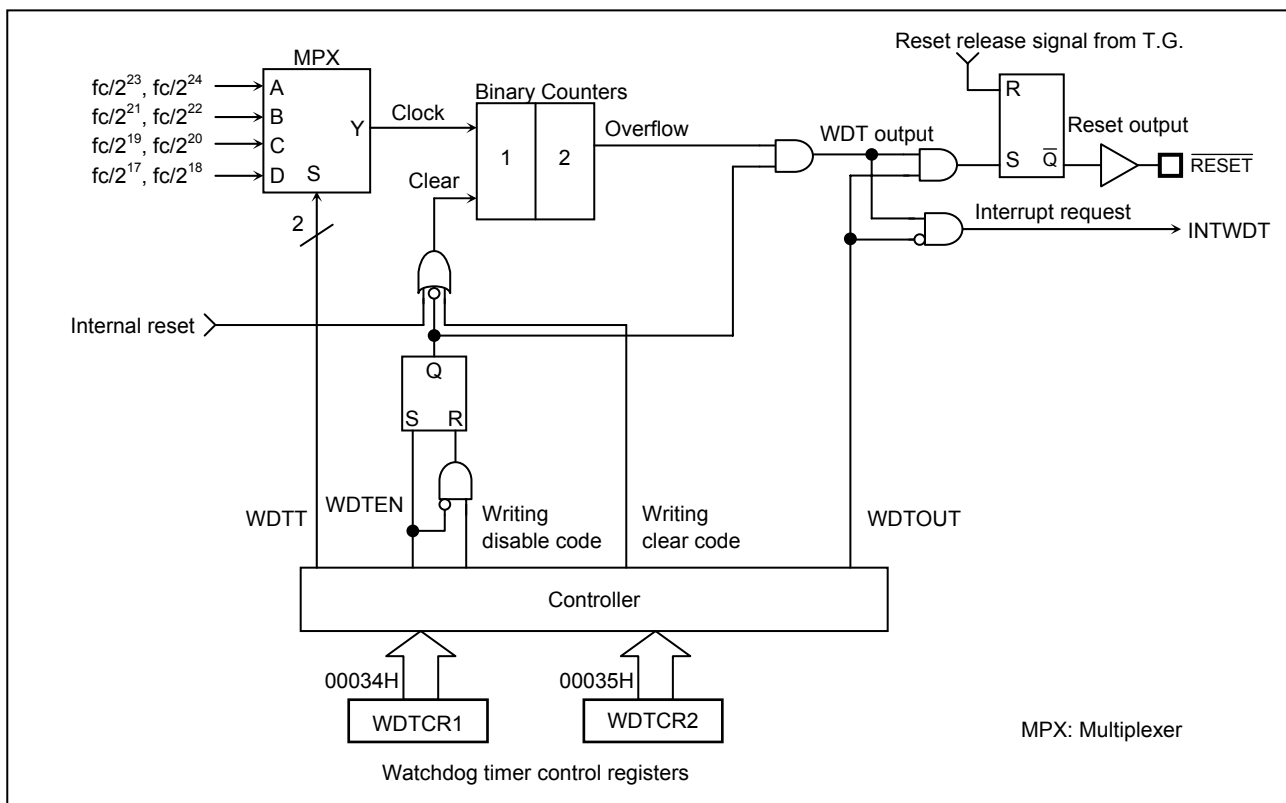 Reset release signal from T.G.
MPX
fc/2²³, fc/2²⁴
fc/2²¹, fc/2²²
fc/2¹⁹, fc/2²⁰
fc/2¹⁷, fc/2¹⁸
A
B
C
D
Y
S
2
Clock
Binary Counters
1
2
Clear
Overflow
WDT output
R
S
Q̅
Reset output
R̅E̅S̅E̅T̅
Interrupt request
INTWDT
Internal reset
Q
S
R
WDTT
WDTEN
Writing
disable code
Writing
clear code
WDTOUT
Controller
00034H
00035H
WDTCR1
WDTCR2
Watchdog timer control registers
MPX: Multiplexer